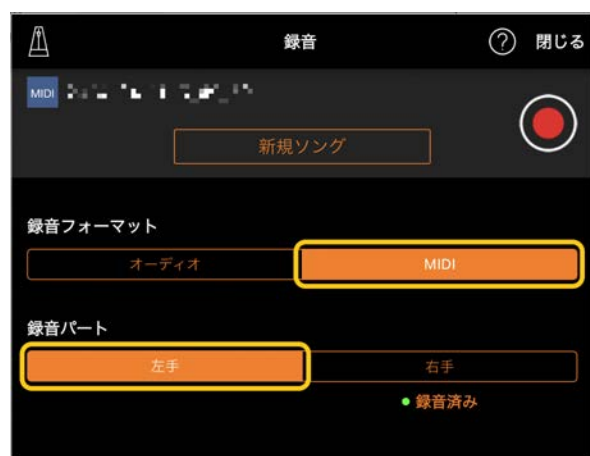 録音
? 閉じる
MIDI
新規ソング
録音フォーマット
オーディオ MIDI
録音パート
左手 右手
録音済み